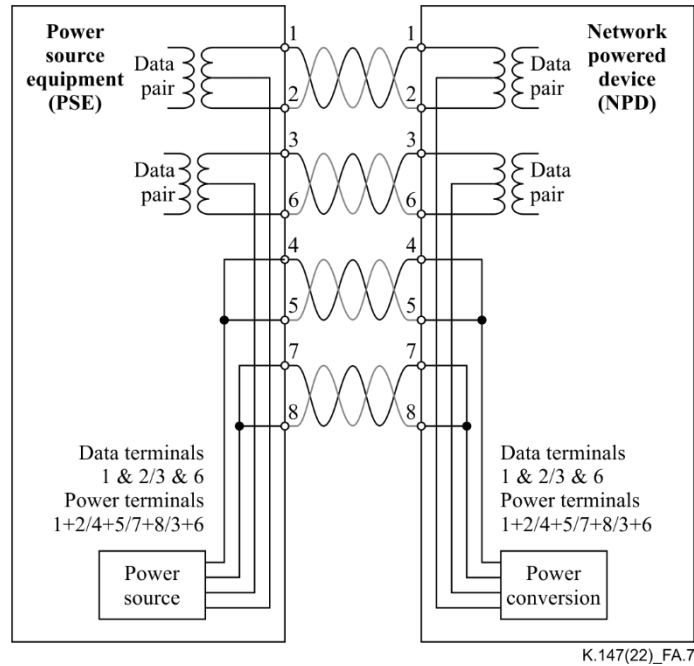 Power
source
equipment
(PSE)
Data
pair
Data
pair
1
2
3
6
4
5
7
8
Data terminals
1 & 2/3 & 6
Power terminals
1+2/4+5/7+8/3+6
Power
source
1
2
3
6
4
5
7
8
Network
powered
device
(NPD)
Data
pair
Data
pair
Data terminals
1 & 2/3 & 6
Power terminals
1+2/4+5/7+8/3+6
Power
conversion
K.147(22)_FA.7